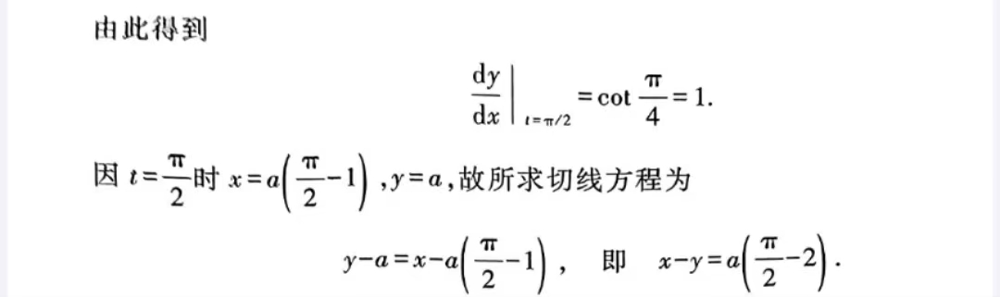 由此得到
$$\left.\frac{\mathrm{d}y}{\mathrm{d}x}\right|_{t=\pi/2}=\cot\frac{\pi}{4}=1.$$
因 $t=\frac{\pi}{2}$时 $x=a\left(\frac{\pi}{2}-1\right)$,$y=a$,故所求切线方程为
$$y-a=x-a\left(\frac{\pi}{2}-1\right),\quad 即\quad x-y=a\left(\frac{\pi}{2}-2\right).$$